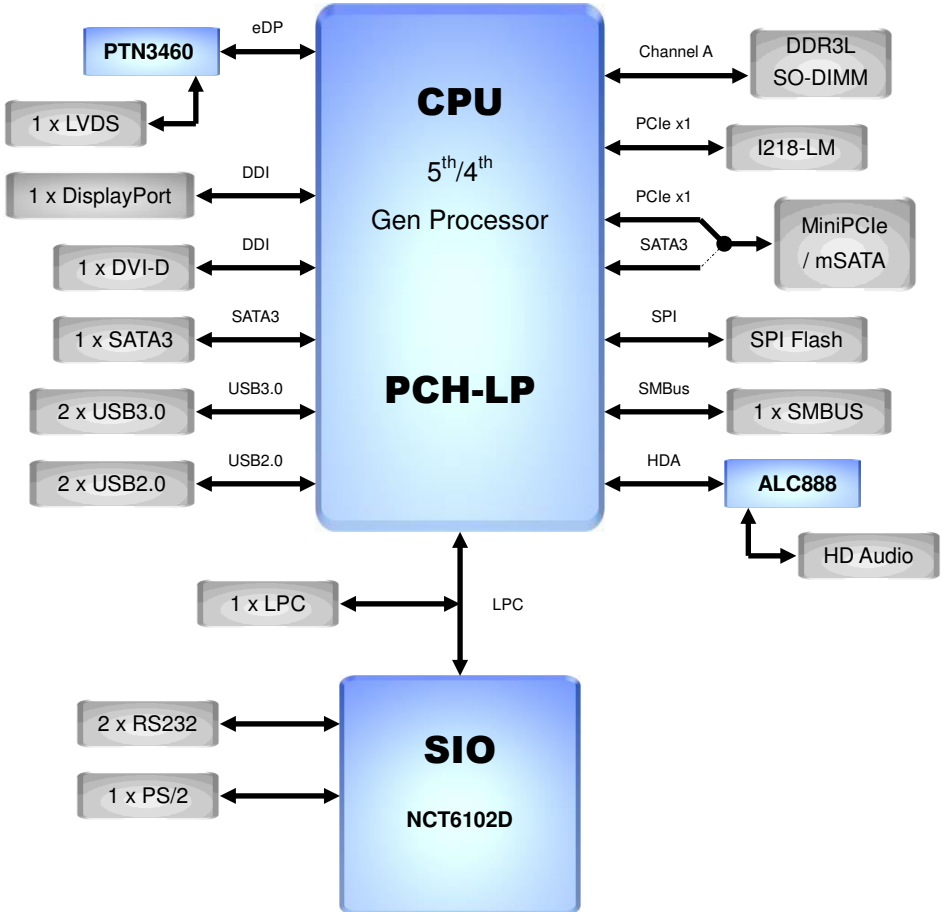 eDP
PTN3460
1 x LVDS
DDI
1 x DisplayPort
DDI
1 x DVI-D
SATA3
1 x SATA3
USB3.0
2 x USB3.0
USB2.0
2 x USB2.0
CPU
5th/4th
Gen Processor
PCH-LP
Channel A
DDR3L
SO-DIMM
PCIe x1
I218-LM
PCIe x1
SATA3
MiniPCIe
/ mSATA
SPI
SPI Flash
SMBus
1 x SMBUS
HDA
ALC888
HD Audio
1 x LPC
LPC
2 x RS232
1 x PS/2
SIO
NCT6102D